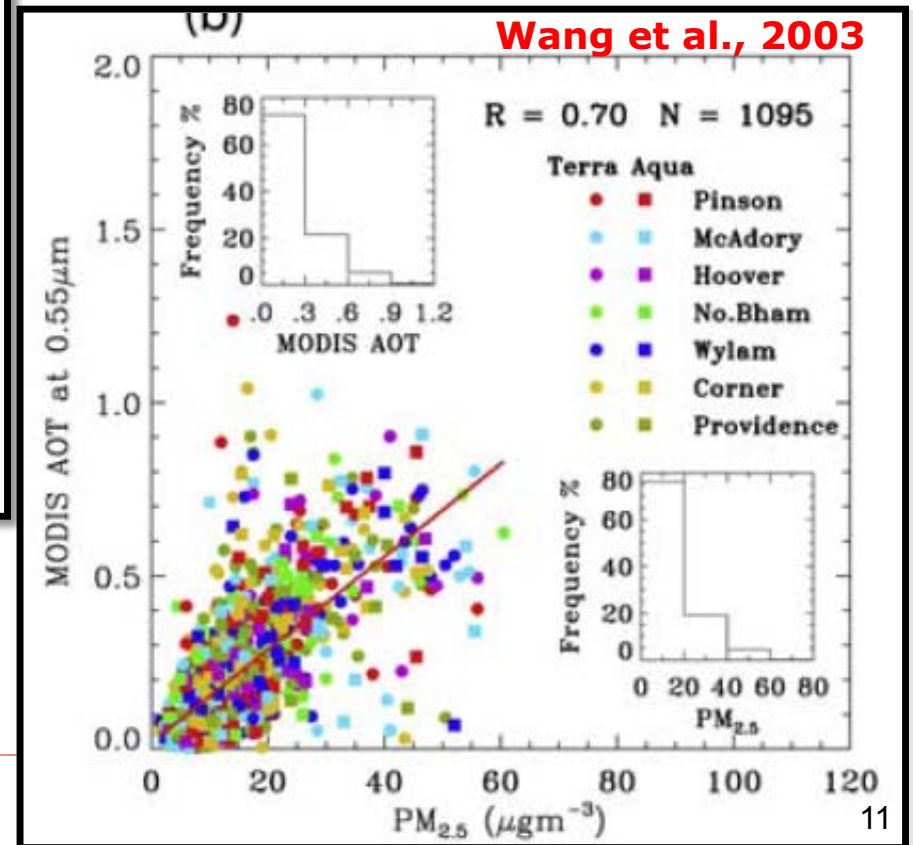 (b)
Wang et al., 2003
R = 0.70 N = 1095
Terra Aqua
Pinson
McAdory
Hoover
No.Bham
Wylam
Corner
Providence
Frequency %
80
60
40
20
0
.0 .3 .6 .9 1.2
MODIS AOT
Frequency %
80
60
40
20
0
0 20 40 60 80
PM2.5
MODIS AOT at 0.55μm
2.0
1.5
1.0
0.5
0.0
0 20 40 60 80 100 120
PM2.5 (μgm−3)
11